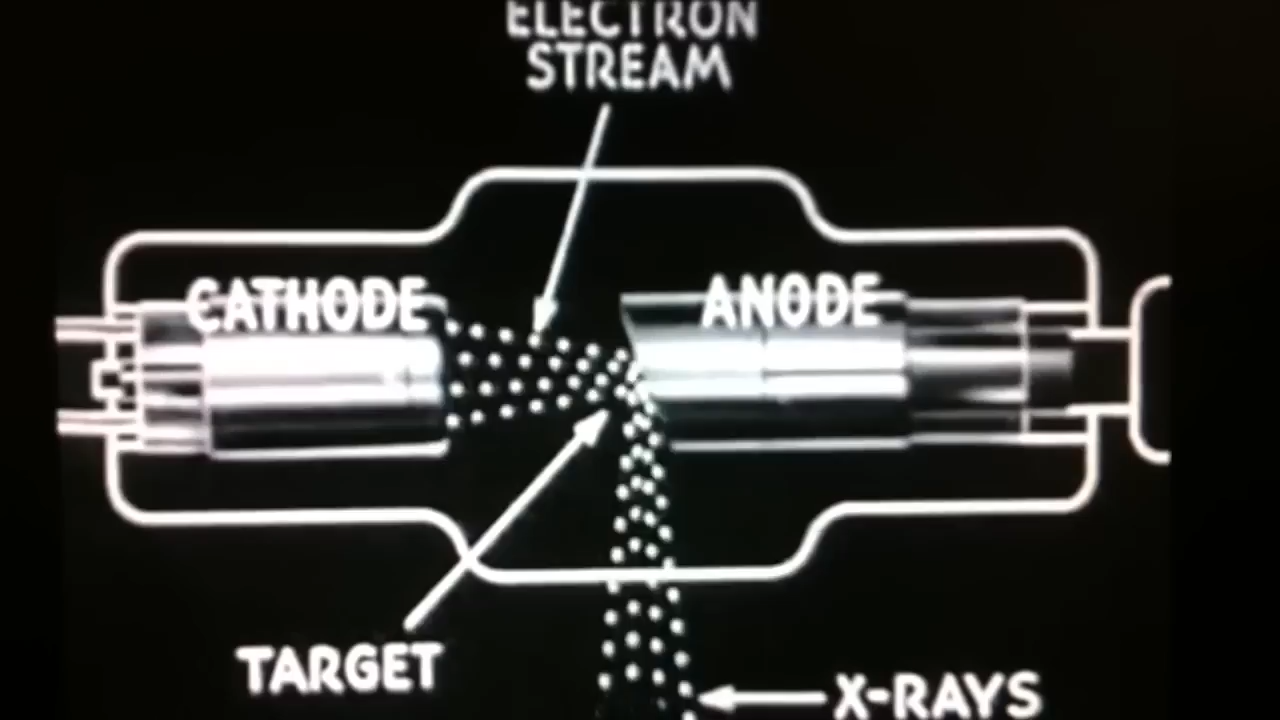 ELECTRON
STREAM
CATHODE
ANODE
TARGET
X-RAYS